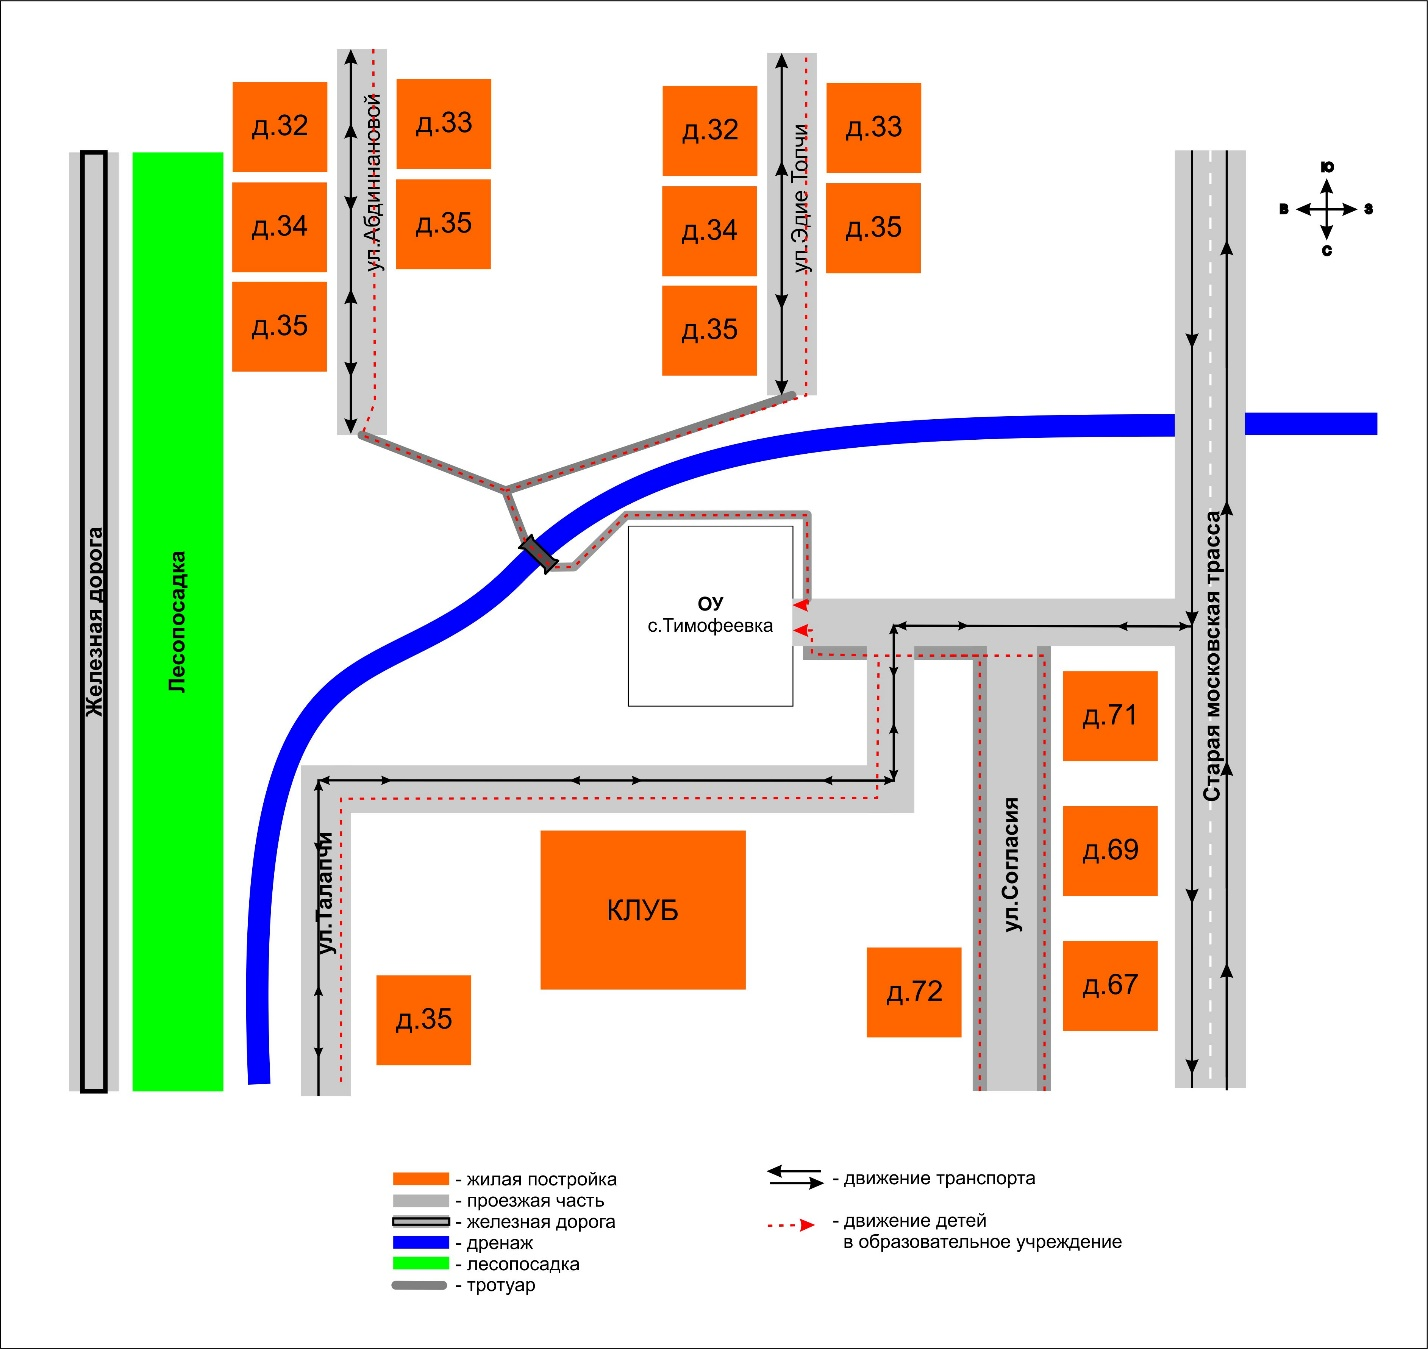 д.32
ул.Абдиннановой
д.33
д.34
д.35
д.35
д.32
ул.Эдие Топчи
д.33
д.34
д.35
д.35
Ю
В
З
С
Железная дорога
Лесопосадка
ОУ
с.Тимофеевка
Старая московская трасса
ул.Талапчи
КЛУБ
д.35
д.72
ул.Согласия
д.71
д.69
д.67
- жилая постройка
- проезжая часть
- железная дорога
- дренаж
- лесопосадка
- тротуар
- движение транспорта
- движение детей
в образовательное учреждение